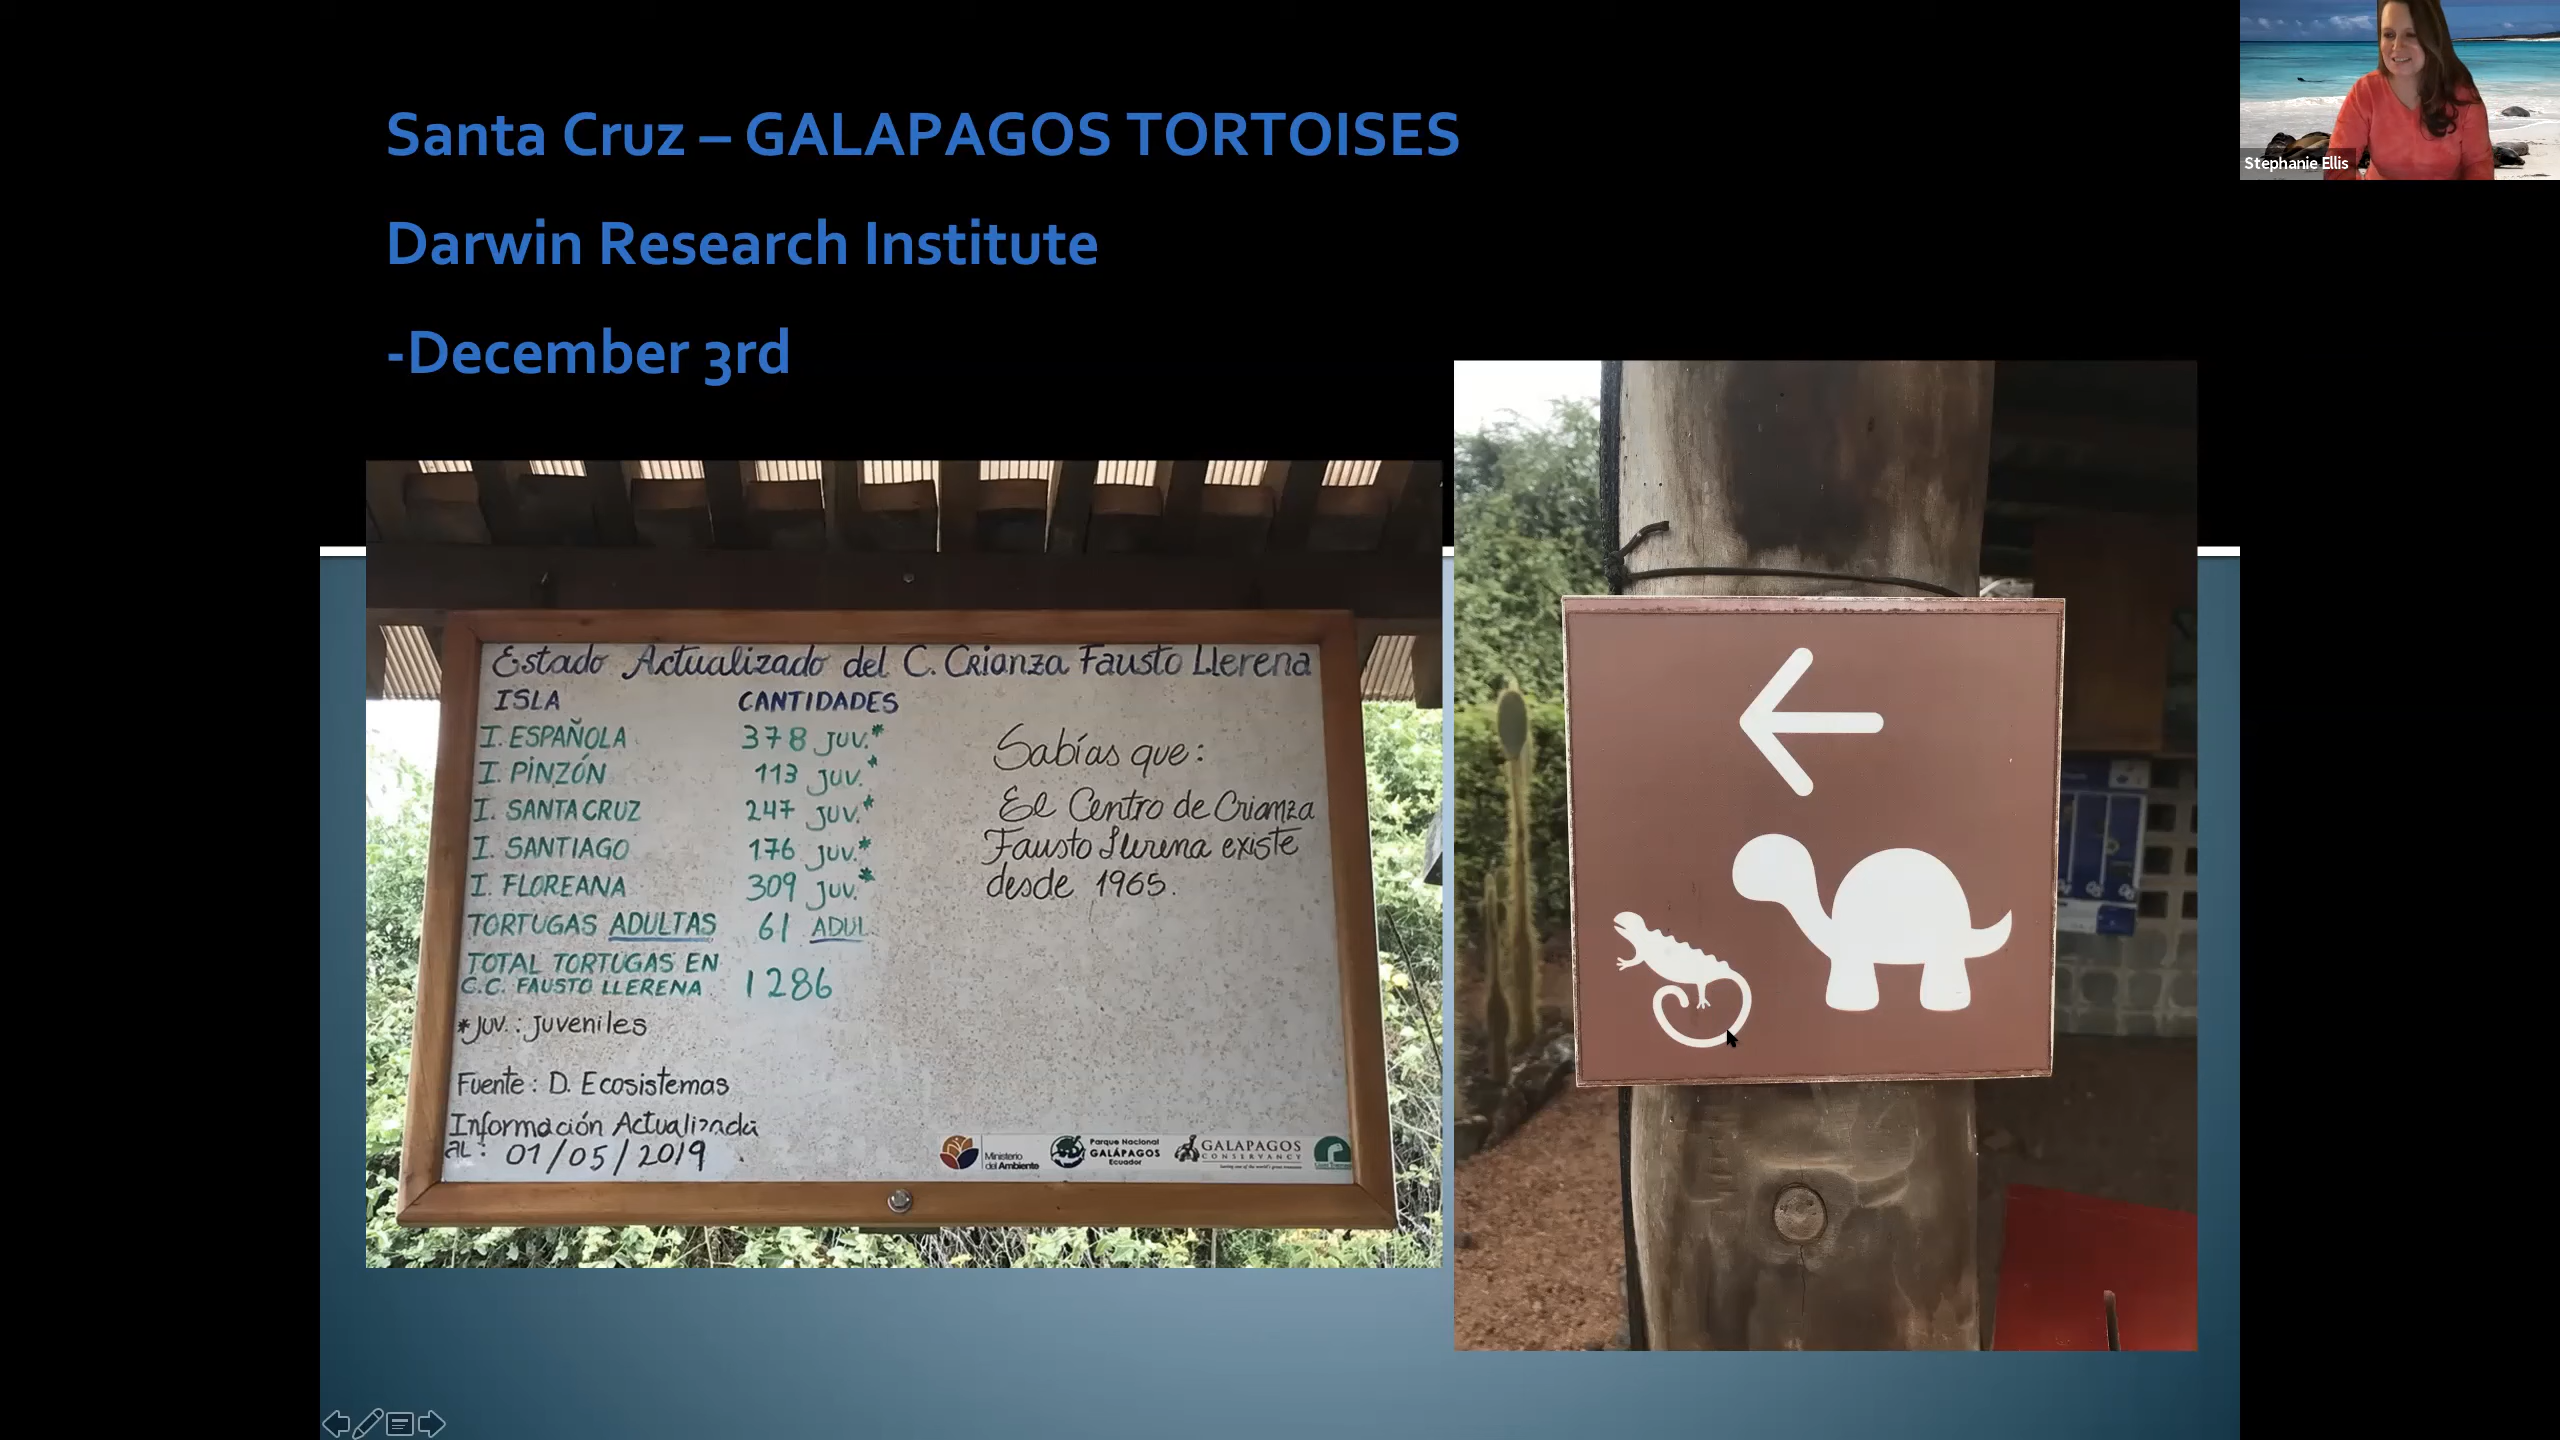 Santa Cruz – GALAPAGOS TORTOISES
Darwin Research Institute
-December 3rd
Stephanie Ellis
Estado Actualizado del C. Crianza Fausto Llerena
ISLA CANTIDADES
I. ESPAÑOLA 378 JUV.*
I. PINZÓN 113 JUV.*
I. SANTA CRUZ 247 JUV.*
I. SANTIAGO 176 JUV.*
I. FLOREANA 309 JUV.*
TORTUGAS ADULTAS 61 ADUL
TOTAL TORTUGAS EN
C.C. FAUSTO LLERENA 1286
*JUV.: Juveniles
Fuente: D. Ecosistemas
Información Actualizada
al: 01/05/2019
Sabías que:
El Centro de Crianza
Fausto Llerena existe
desde 1965.
Ministerio
del Ambiente
Parque Nacional
GALÁPAGOS
Ecuador
GALAPAGOS
CONSERVANCY